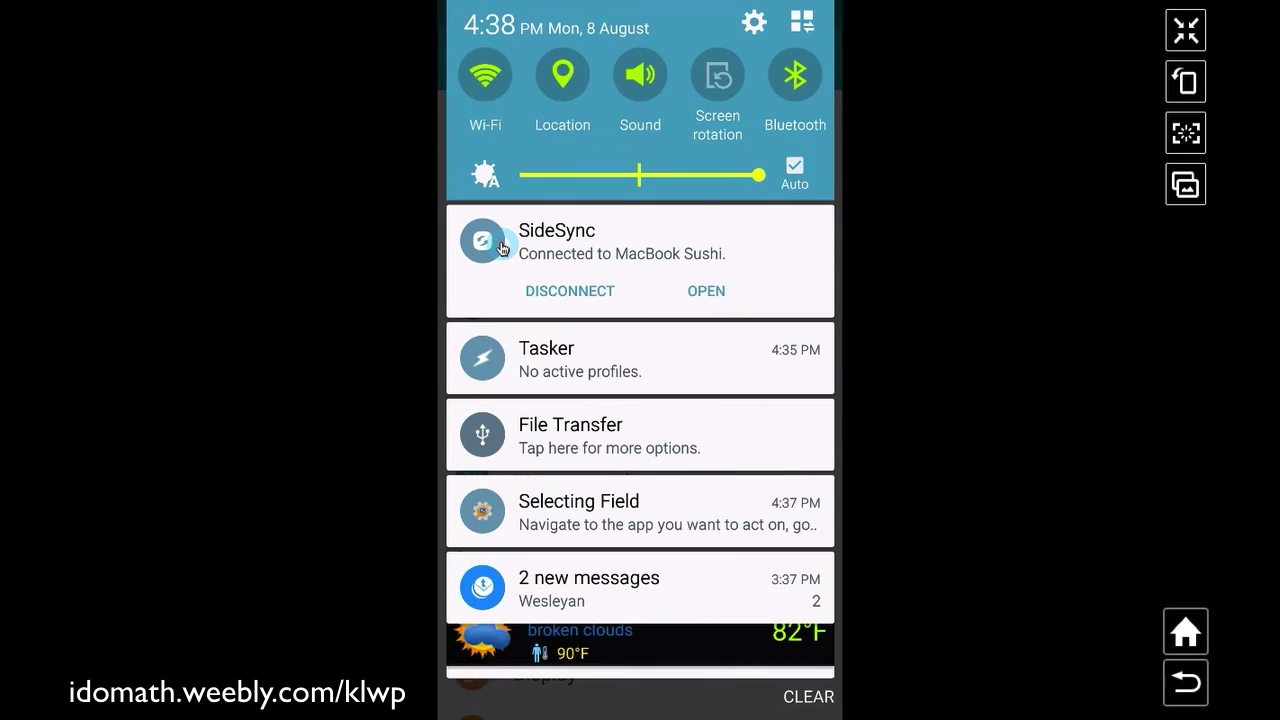 4:38 PM Mon, 8 August
Wi-Fi
Location
Sound
Screen
rotation
Bluetooth
A
Auto
SideSync
Connected to MacBook Sushi.
DISCONNECT
OPEN
Tasker
4:35 PM
No active profiles.
File Transfer
Tap here for more options.
Selecting Field
4:37 PM
Navigate to the app you want to act on, go..
2 new messages
3:37 PM
Wesleyan
2
broken clouds
82°F
90°F
Display
CLEAR
idomath.weebly.com/klwp